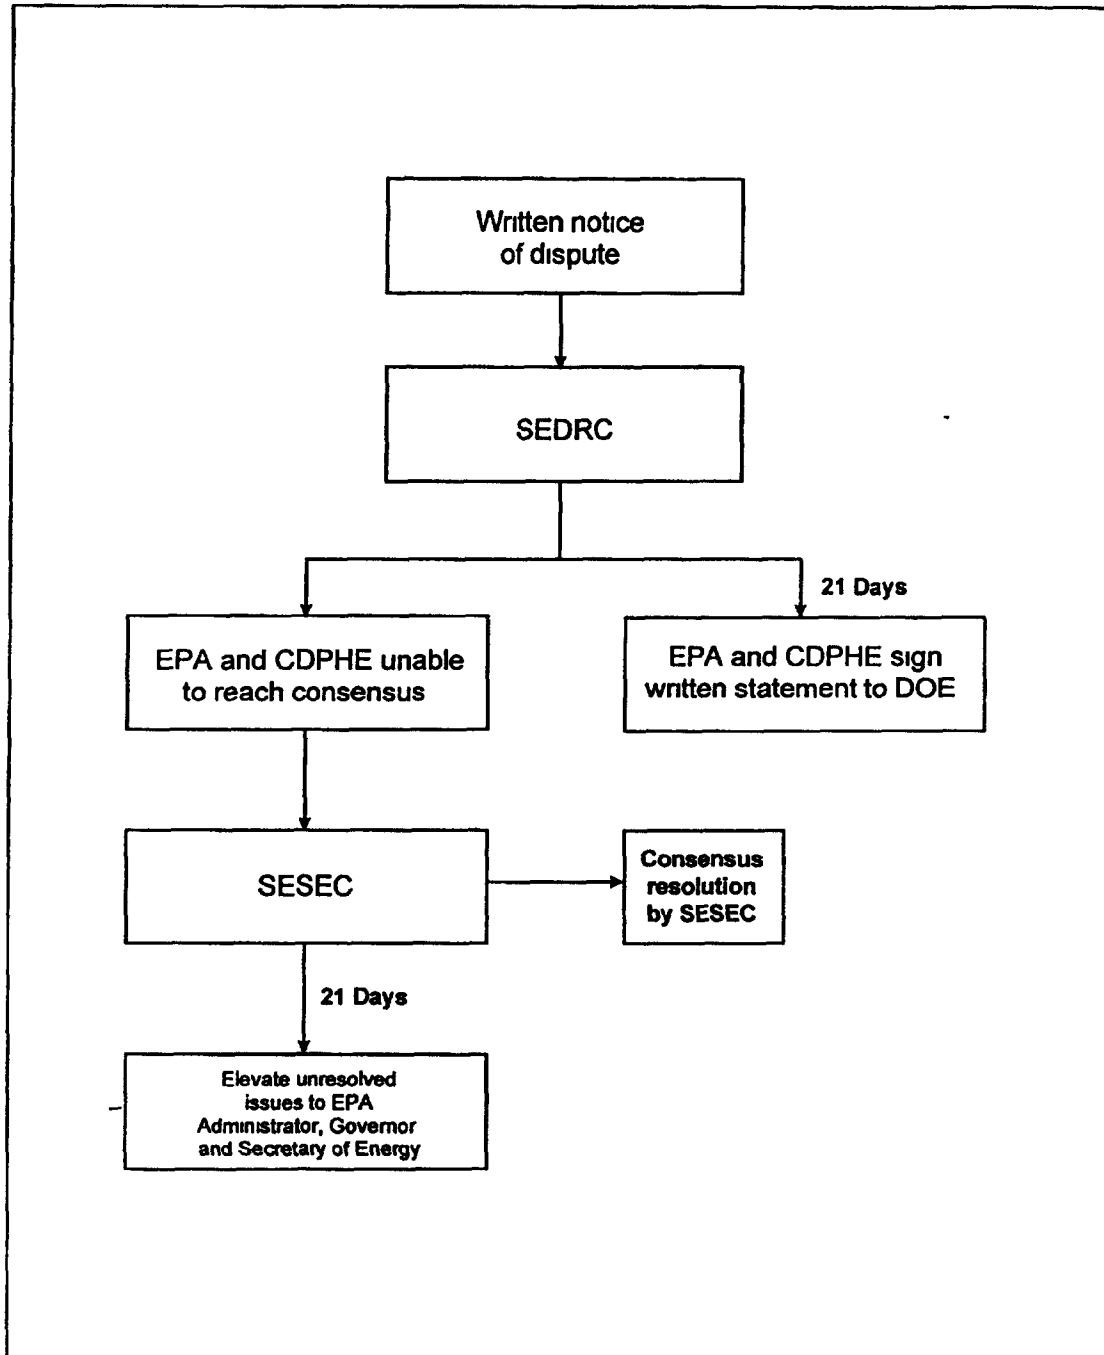 Written notice
of dispute
SEDRC
21 Days
EPA and CDPHE unable
to reach consensus
EPA and CDPHE sign
written statement to DOE
SESEC
Consensus
resolution
by SESEC
21 Days
Elevate unresolved
issues to EPA
Administrator, Governor
and Secretary of Energy